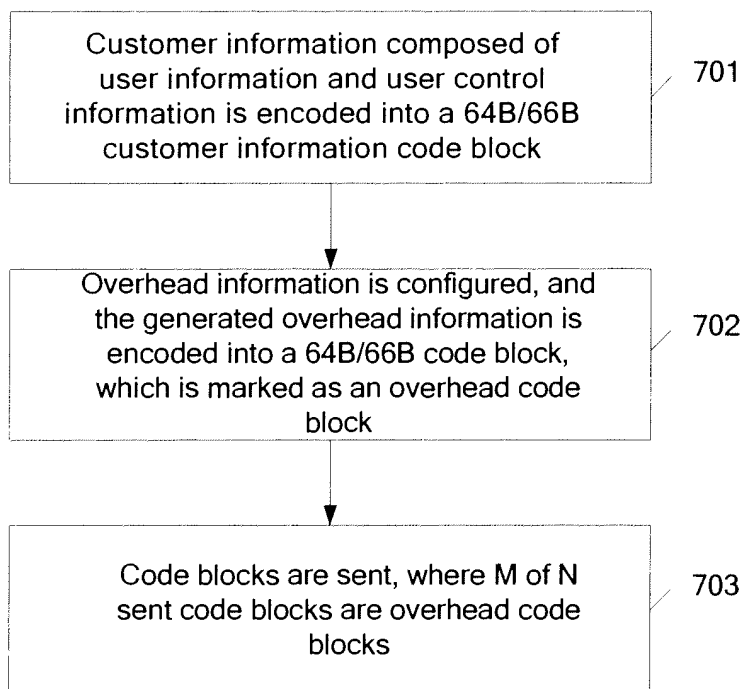 Customer information composed of
user information and user control
information is encoded into a 64B/66B
customer information code block
701
Overhead information is configured, and
the generated overhead information is
encoded into a 64B/66B code block,
which is marked as an overhead code
block
702
Code blocks are sent, where M of N
sent code blocks are overhead code
blocks
703